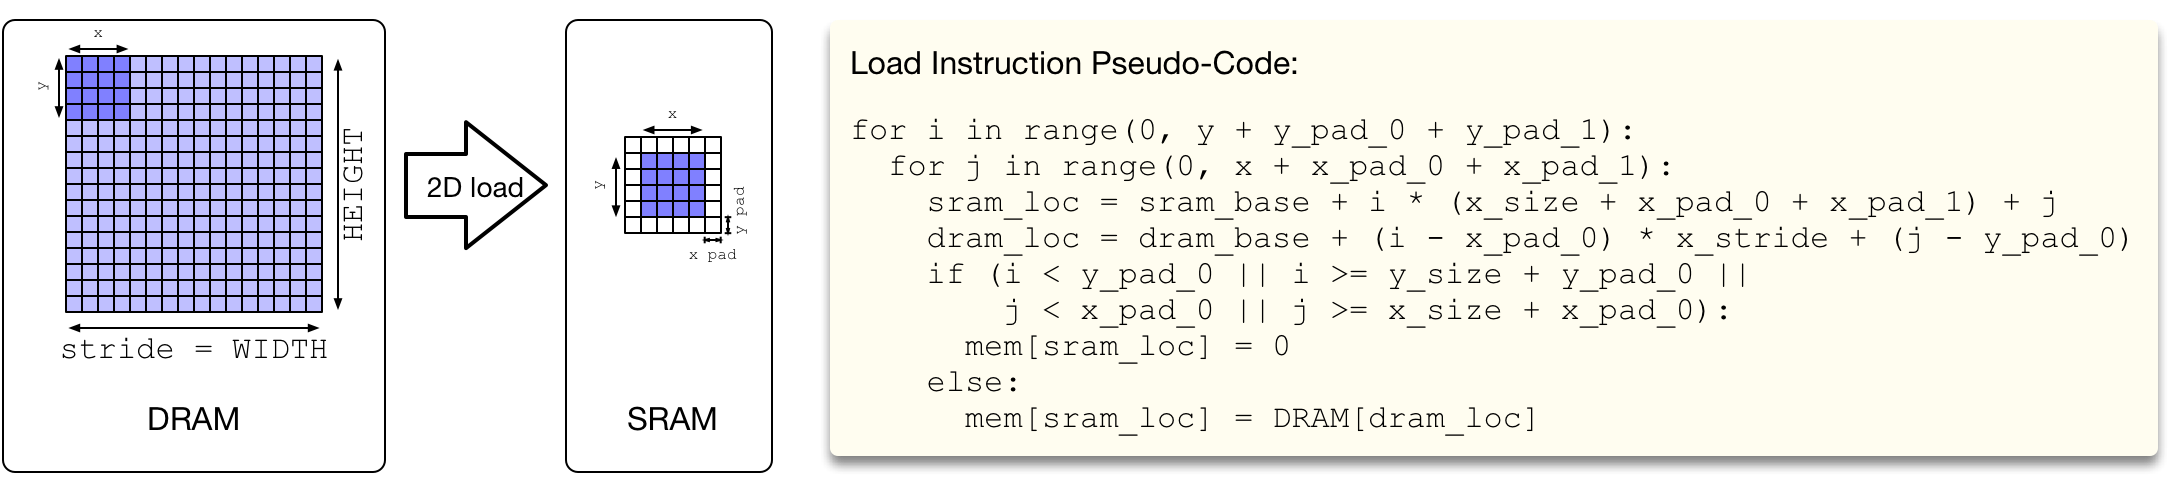 x
y
HEIGHT
stride = WIDTH
DRAM
2D load
x
y
y pad
x pad
SRAM
Load Instruction Pseudo-Code:
for i in range(0, y + y_pad_0 + y_pad_1):
  for j in range(0, x + x_pad_0 + x_pad_1):
    sram_loc = sram_base + i * (x_size + x_pad_0 + x_pad_1) + j
    dram_loc = dram_base + (i - x_pad_0) * x_stride + (j - y_pad_0)
    if (i < y_pad_0 || i >= y_size + y_pad_0 ||
        j < x_pad_0 || j >= x_size + x_pad_0):
      mem[sram_loc] = 0
    else:
      mem[sram_loc] = DRAM[dram_loc]